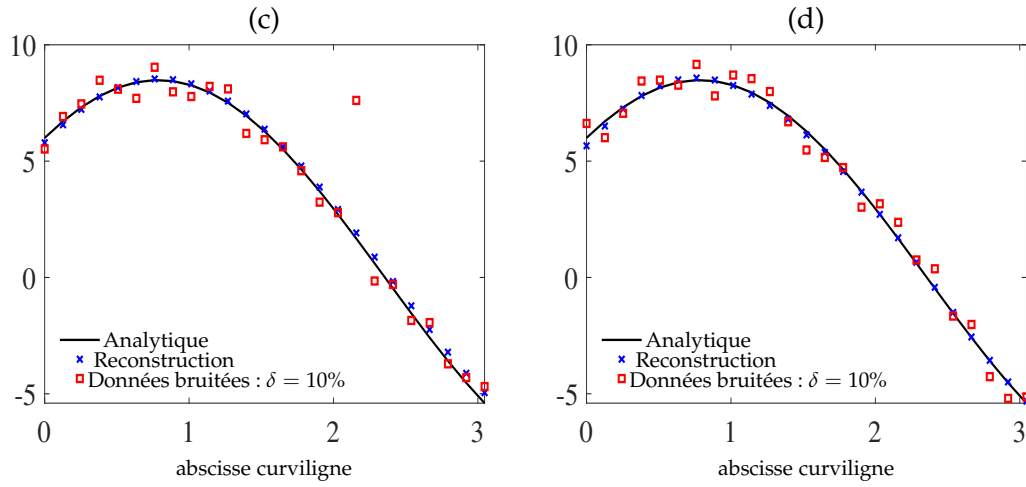 (c)
10
5
0
-5
0 1 2 3
Analytique
Reconstruction
Données bruitées : δ = 10%
abscisse curviligne
(d)
10
5
0
-5
0 1 2 3
Analytique
Reconstruction
Données bruitées : δ = 10%
abscisse curviligne